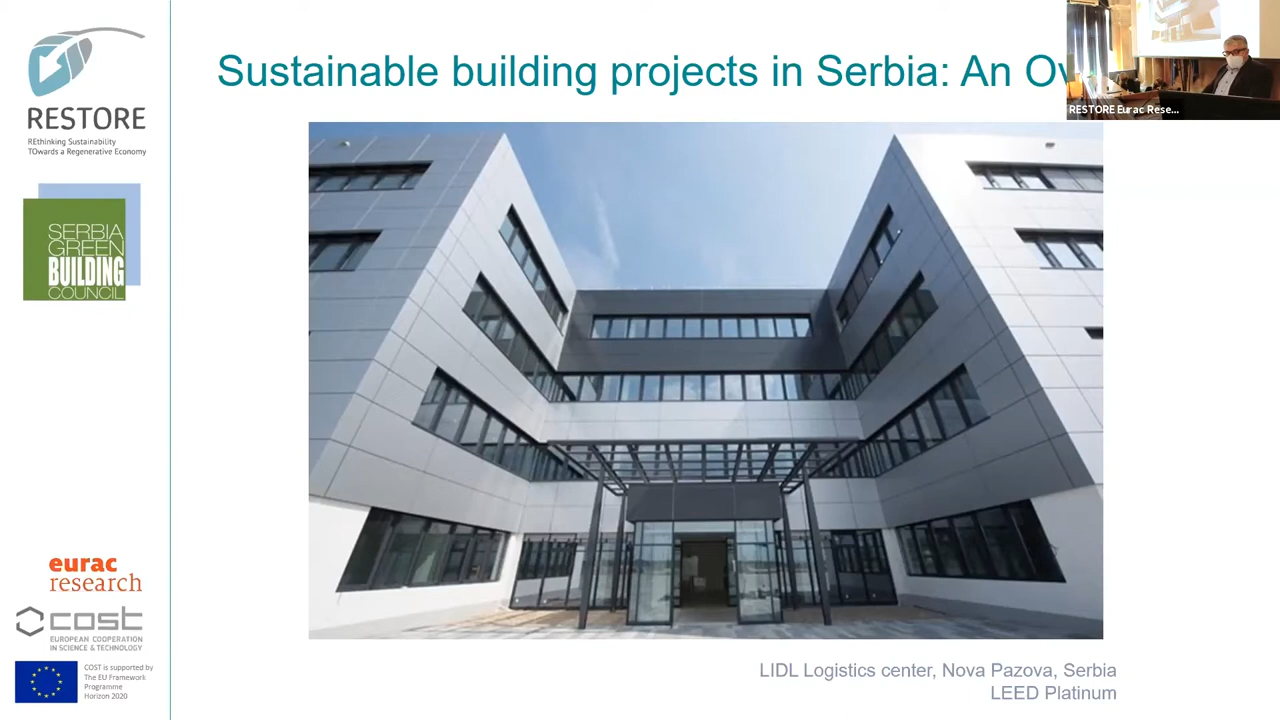 Sustainable building projects in Serbia: An Ov
RESTORE Eurac Rese...
RESTORE
REthinking Sustainability
TOwards a Regenerative Economy
SERBIA
GREEN
BUILDING
COUNCIL
eurac
research
cost
EUROPEAN COOPERATION
IN SCIENCE & TECHNOLOGY
COST is supported by
The EU Framework
Programme
Horizon 2020
LIDL Logistics center, Nova Pazova, Serbia
LEED Platinum